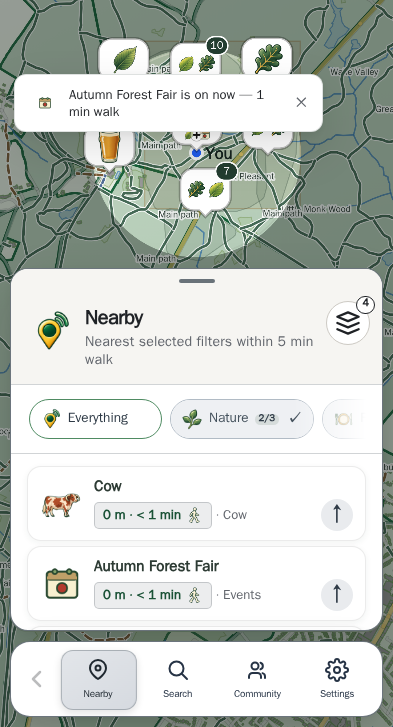 10
Wake Valley
Autumn Forest Fair is on now — 1
min walk
Main path
You
7
Pleasant
Main path
Monk Wood
Main path
4
Nearby
Nearest selected filters within 5 min
walk
Everything
Nature 2/3 ✓
Cow
0 m · < 1 min · Cow
Autumn Forest Fair
0 m · < 1 min · Events
Nearby
Search
Community
Settings